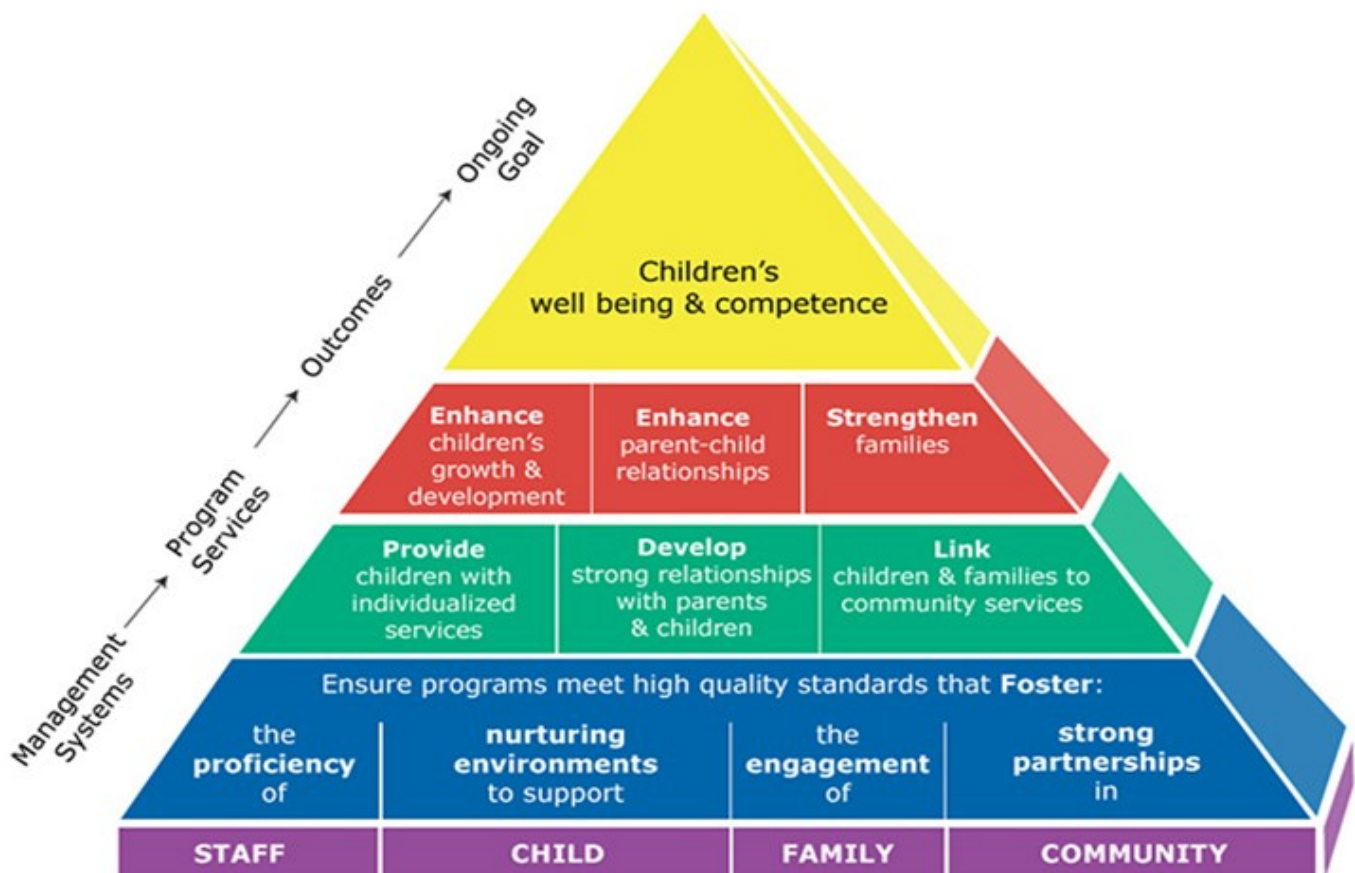 Ongoing
Goal
Outcomes
Program
Services
Management
Systems
Children's
well being & competence
Enhance
children's
growth &
development
Enhance
parent-child
relationships
Strengthen
families
Provide
children with
individualized
services
Develop
strong relationships
with parents
& children
Link
children & families to
community services
Ensure programs meet high quality standards that Foster:
the
proficiency
of
nurturing
environments
to support
the
engagement
of
strong
partnerships
in
STAFF
CHILD
FAMILY
COMMUNITY